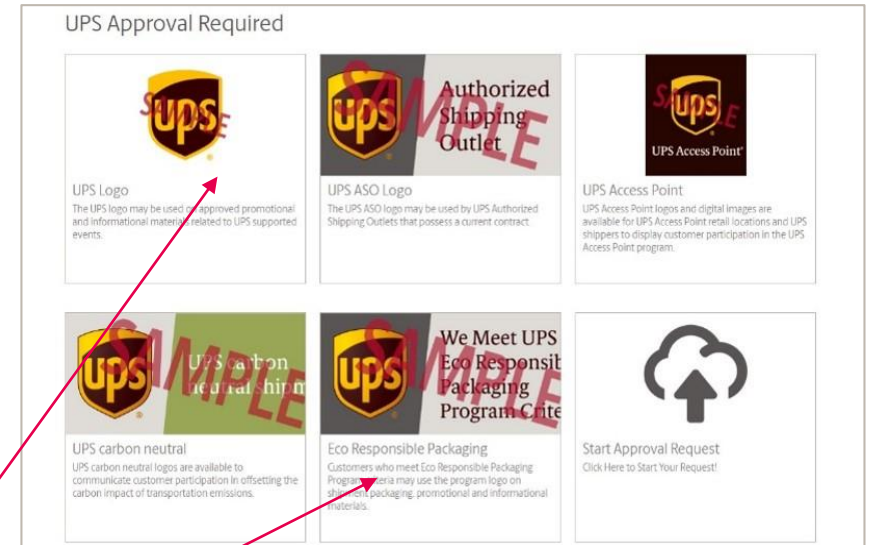 UPS Approval Required
SAMPLE
ups
UPS Logo
The UPS logo may be used on approved promotional
and informational materials related to UPS supported
events.
SAMPLE
ups
Authorized
Shipping
Outlet
UPS ASO Logo
The UPS ASO logo may be used by UPS Authorized
Shipping Outlets that possess a current contract
SAMPLE
ups
UPS Access Point
UPS Access Point
UPS Access Point logos and digital images are
available for UPS Access Point retail locations and UPS
shippers to display customer participation in the UPS
Access Point program.
SAMPLE
ups
UPS carbon
neutral shipm
UPS carbon neutral
UPS carbon neutral logos are available to
communicate customer participation in offsetting the
carbon impact of transportation emissions.
SAMPLE
ups
We Meet UPS
Eco Responsib
Packaging
Program Crite
Eco Responsible Packaging
Customers who meet Eco Responsible Packaging
Program criteria may use the program logo on
shipment packaging, promotional and informational
materials.
Start Approval Request
Click Here to Start Your Request!